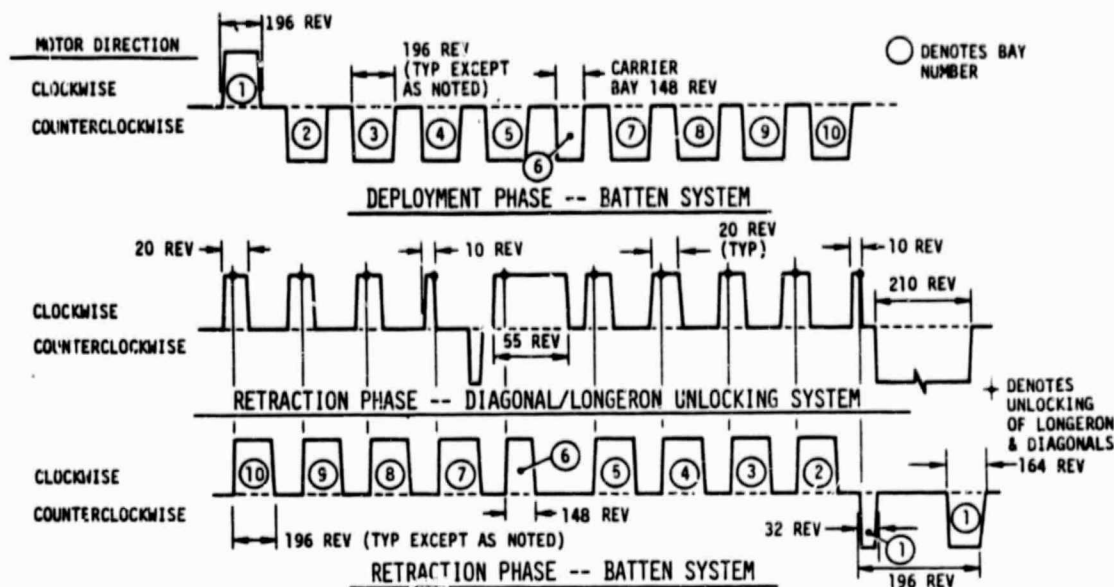 196 REV
MOTOR DIRECTION
CLOCKWISE
COUNTERCLOCKWISE
196 REV
(TYP EXCEPT
AS NOTED)
CARRIER
BAY 148 REV
DENOTES BAY
NUMBER
1
2
3
4
5
6
7
8
9
10
DEPLOYMENT PHASE -- BATTEN SYSTEM
20 REV
10 REV
20 REV
(TYP)
10 REV
210 REV
CLOCKWISE
COUNTERCLOCKWISE
55 REV
RETRACTION PHASE -- DIAGONAL/LONGERON UNLOCKING SYSTEM
DENOTES
UNLOCKING
OF LONGERON
& DIAGONALS
CLOCKWISE
COUNTERCLOCKWISE
10
9
8
7
6
5
4
3
2
1
1
164 REV
148 REV
32 REV
196 REV (TYP EXCEPT AS NOTED)
196 REV
RETRACTION PHASE -- BATTEN SYSTEM